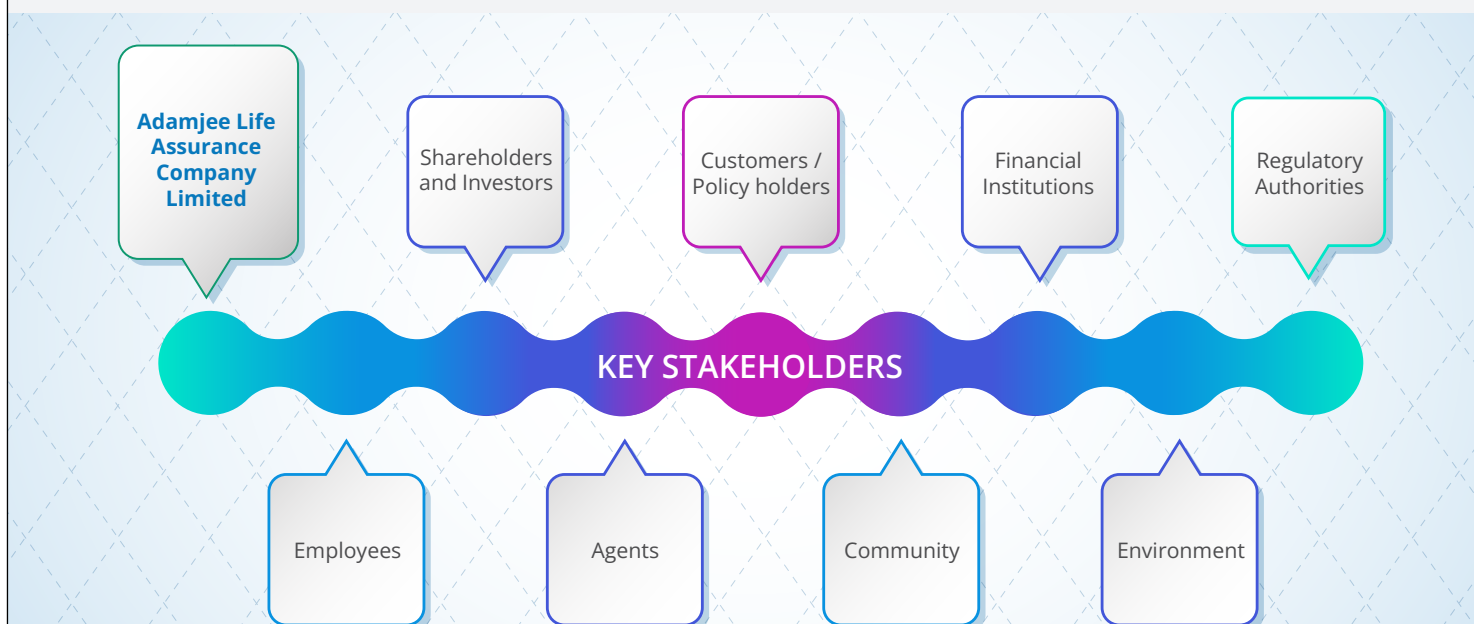 Adamjee Life
Assurance
Company
Limited
Shareholders
and Investors
Customers /
Policy holders
Financial
Institutions
Regulatory
Authorities
KEY STAKEHOLDERS
Employees
Agents
Community
Environment